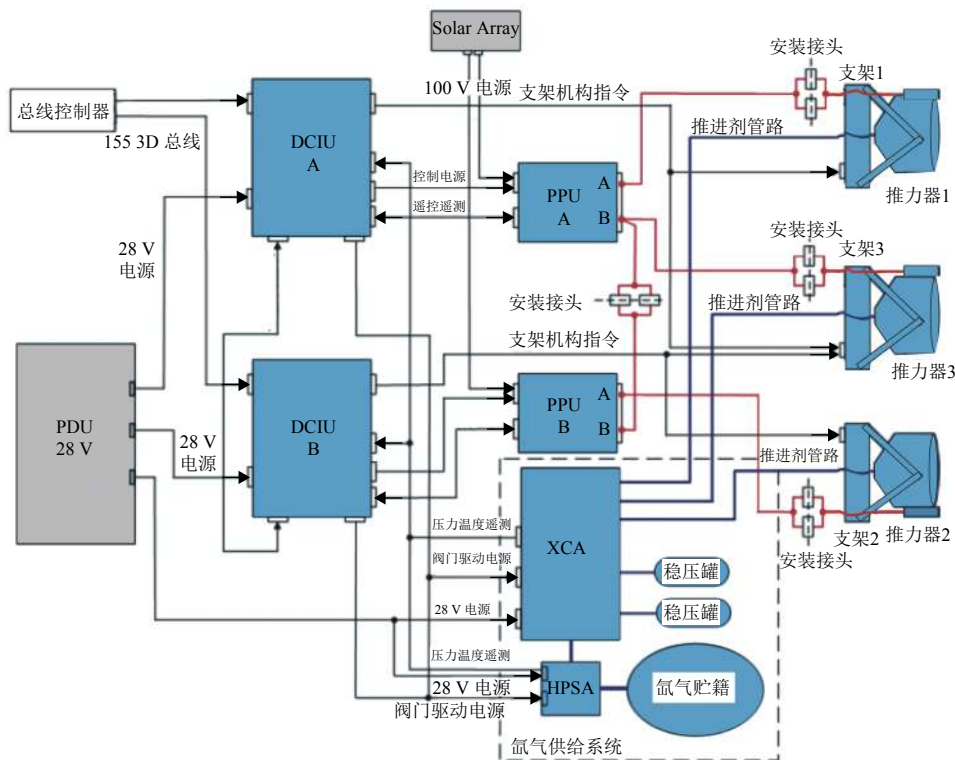 Solar Array
安装接头
支架1
100 V 电源
支架机构指令
总线控制器
155 3D 总线
DCIU
A
推进剂管路
控制电源
PPU
A
A
B
推力器1
遥控遥测
28 V
电源
安装接头
支架3
安装接头
推进剂管路
支架机构指令
推力器3
PDU
28 V
DCIU
B
28 V
电源
PPU
B
A
B
推进剂管路
压力温度遥测
XCA
支架2
推力器2
安装接头
阀门驱动电源
稳压罐
28 V 电源
稳压罐
压力温度遥测
28 V 电源
HPSA
氙气贮籍
阀门驱动电源
氙气供给系统